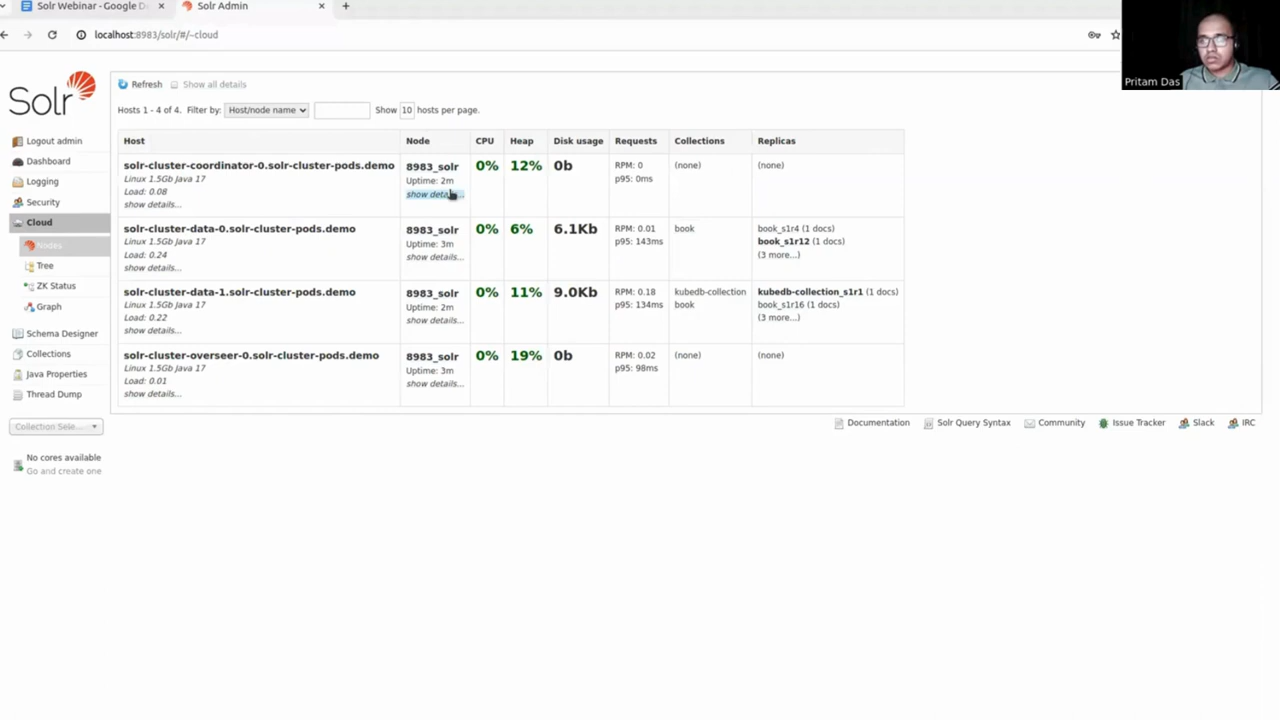 Solr Webinar - Google D
Solr Admin
localhost:8983/solr/#/~cloud
Pritam Das
Solr
Refresh
Show all details
Hosts 1 - 4 of 4. Filter by: Host/node name Show 10 hosts per page.
Logout admin
Dashboard
Logging
Security
Cloud
Nodes
Tree
ZK Status
Graph
Schema Designer
Collections
Java Properties
Thread Dump
Collection Sele...
No cores available
Go and create one
Host Node CPU Heap Disk usage Requests Collections Replicas
solr-cluster-coordinator-0.solr-cluster-pods.demo 8983_solr 0% 12% 0b RPM: 0 (none) (none)
Linux 1.5Gb Java 17 Uptime: 2m p95: 0ms
Load: 0.08 show deta...
show details...
solr-cluster-data-0.solr-cluster-pods.demo 8983_solr 0% 6% 6.1Kb RPM: 0.01 book book_s1r4 (1 docs)
Linux 1.5Gb Java 17 Uptime: 3m p95: 143ms book_s1r12 (1 docs)
Load: 0.24 show details... (3 more...)
show details...
solr-cluster-data-1.solr-cluster-pods.demo 8983_solr 0% 11% 9.0Kb RPM: 0.18 kubedb-collection kubedb-collection_s1r1 (1 docs)
Linux 1.5Gb Java 17 Uptime: 2m p95: 134ms book book_s1r16 (1 docs)
Load: 0.22 show details... (3 more...)
show details...
solr-cluster-overseer-0.solr-cluster-pods.demo 8983_solr 0% 19% 0b RPM: 0.02 (none) (none)
Linux 1.5Gb Java 17 Uptime: 3m p95: 98ms
Load: 0.01 show details...
show details...
Documentation Solr Query Syntax Community Issue Tracker Slack IRC